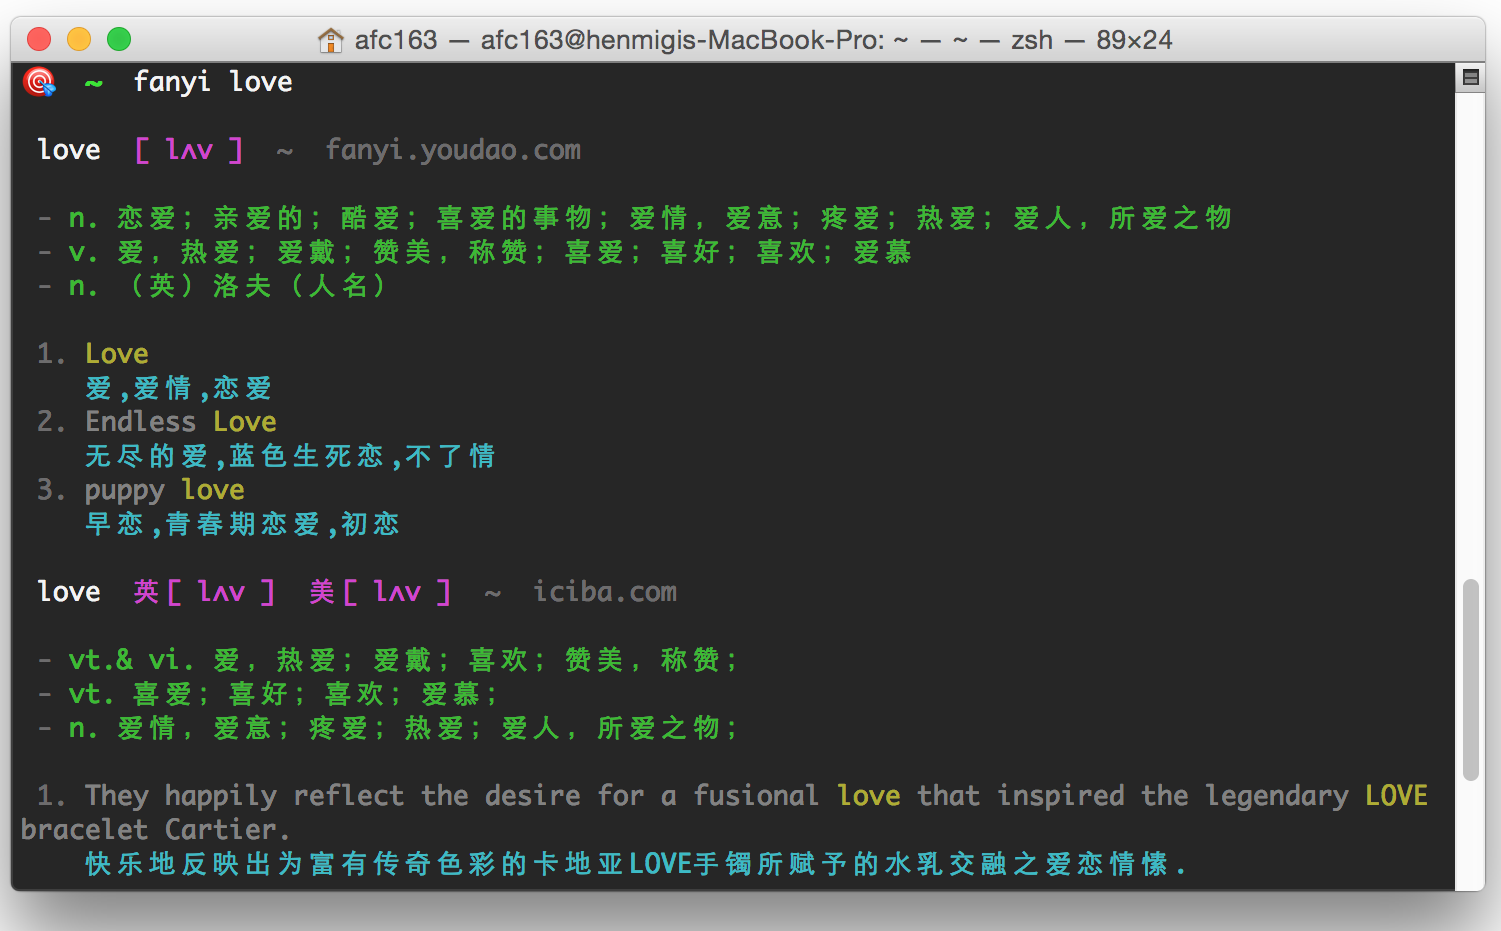 afc163 — afc163@henmigis-MacBook-Pro: ~ — ~ — zsh — 89×24
~ fanyi love
love [ lʌv ] ~ fanyi.youdao.com
- n. 恋爱；亲爱的；酷爱；喜爱的事物；爱情，爱意；疼爱；热爱；爱人，所爱之物
- v. 爱，热爱；爱戴；赞美，称赞；喜爱；喜好；喜欢；爱慕
- n. （英）洛夫（人名）
1. Love
爱,爱情,恋爱
2. Endless Love
无尽的爱,蓝色生死恋,不了情
3. puppy love
早恋,青春期恋爱,初恋
love 英[ lʌv ] 美[ lʌv ] ~ iciba.com
- vt.& vi. 爱，热爱；爱戴；喜欢；赞美，称赞；
- vt. 喜爱；喜好；喜欢；爱慕；
- n. 爱情，爱意；疼爱；热爱；爱人，所爱之物；
1. They happily reflect the desire for a fusional love that inspired the legendary LOVE
bracelet Cartier.
快乐地反映出为富有传奇色彩的卡地亚LOVE手镯所赋予的水乳交融之爱恋情愫.